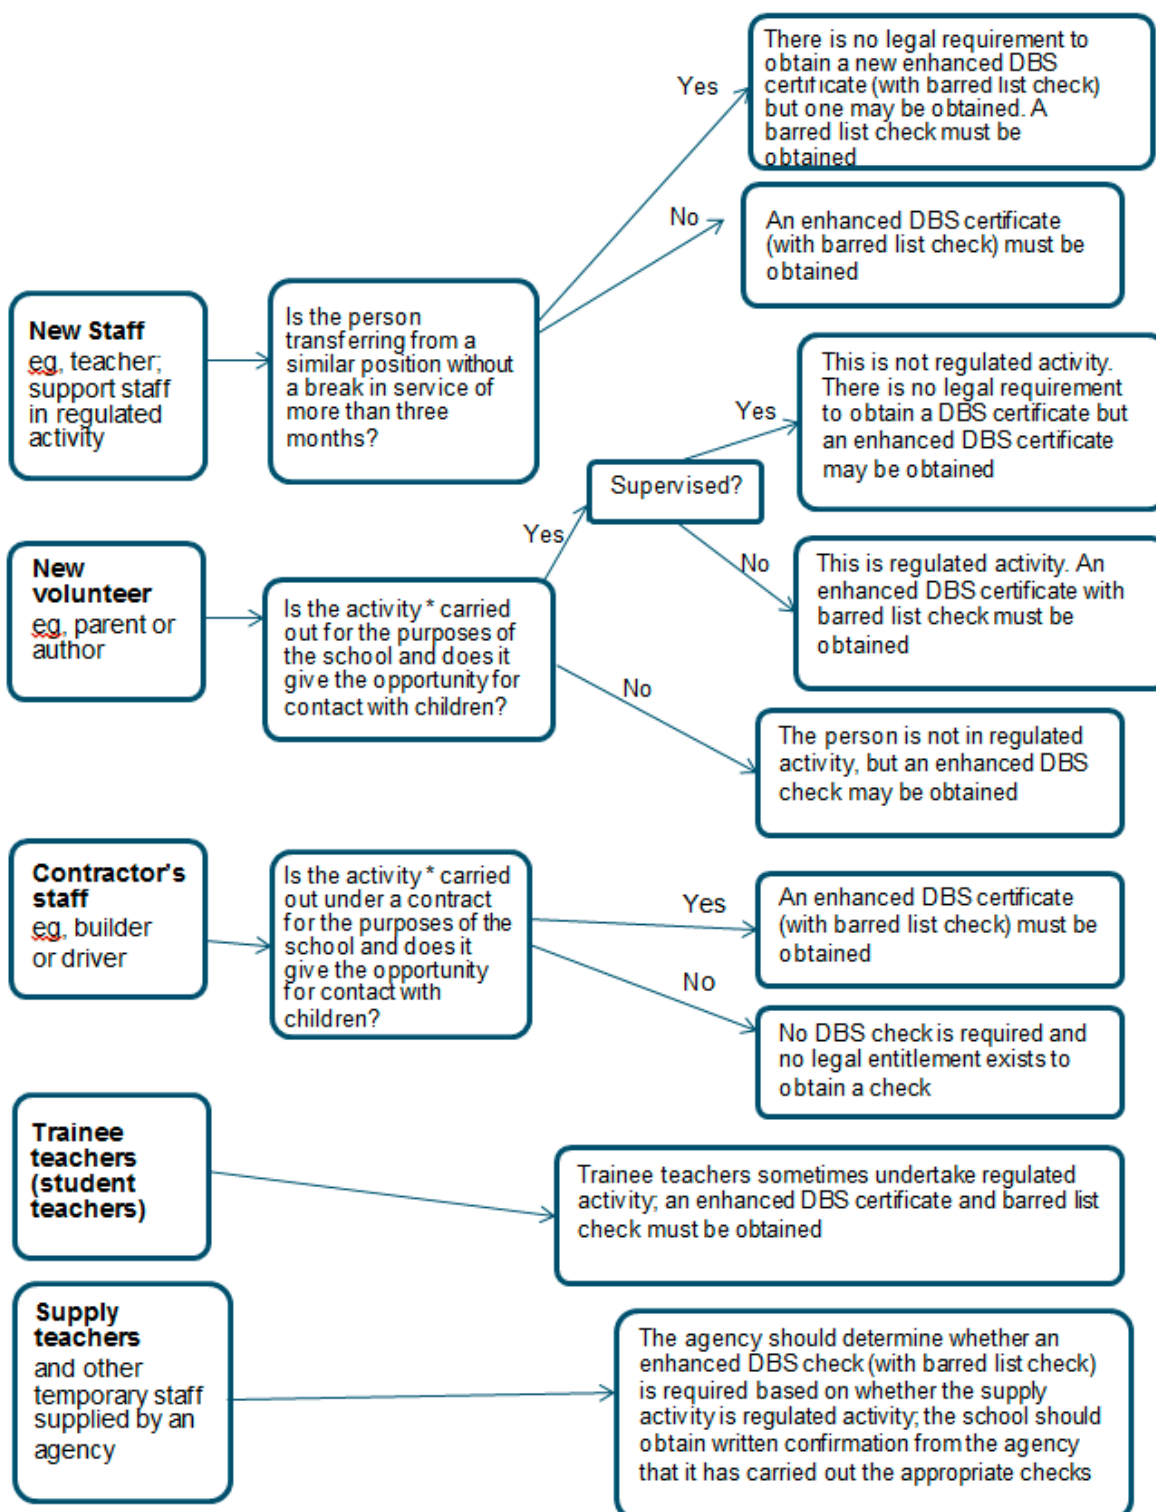 There is no legal requirement to
obtain a new enhanced DBS
certificate (with barred list check)
but one may be obtained. A
barred list check must be
obtained
Yes
No
An enhanced DBS certificate
(with barred list check) must be
obtained
New Staff
eg, teacher;
support staff
in regulated
activity
Is the person
transferring from a
similar position without
a break in service of
more than three
months?
This is not regulated activity.
There is no legal requirement
to obtain a DBS certificate but
an enhanced DBS certificate
may be obtained
Yes
Supervised?
Yes
No
This is regulated activity. An
enhanced DBS certificate with
barred list check must be
obtained
New
volunteer
eg, parent or
author
Is the activity * carried
out for the purposes of
the school and does it
give the opportunity for
contact with children?
No
The person is not in regulated
activity, but an enhanced DBS
check may be obtained
Contractor's
staff
eg, builder
or driver
Is the activity * carried
out under a contract
for the purposes of the
school and does it
give the opportunity
for contact with
children?
Yes
An enhanced DBS certificate
(with barred list check) must be
obtained
No
No DBS check is required and
no legal entitlement exists to
obtain a check
Trainee
teachers
(student
teachers)
Trainee teachers sometimes undertake regulated
activity; an enhanced DBS certificate and barred list
check must be obtained
Supply
teachers
and other
temporary staff
supplied by an
agency
The agency should determine whether an
enhanced DBS check (with barred list check)
is required based on whether the supply
activity is regulated activity; the school should
obtain written confirmation from the agency
that it has carried out the appropriate checks